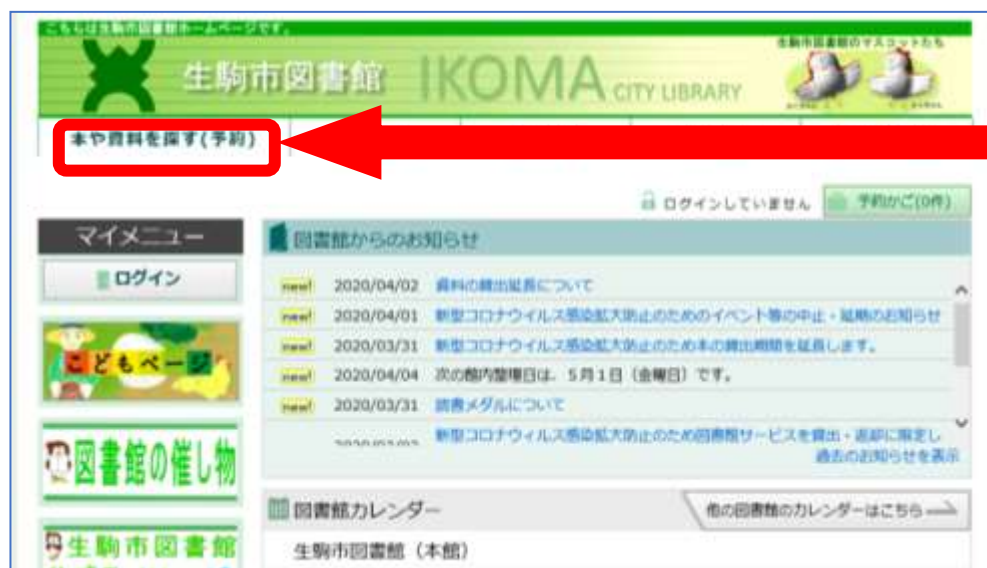 こちらは生駒市図書館ホームページです。
生駒市図書館 IKOMA CITY LIBRARY
生駒市図書館のマスコットたち
本や資料を探す(予約)
ログインしていません 予約かご(0件)
マイメニュー
ログイン
こどもページ
図書館の催し物
生駒市図書館
図書館からのお知らせ
new! 2020/04/02 資料の貸出延長について
new! 2020/04/01 新型コロナウイルス感染拡大防止のためのイベント等の中止・延期のお知らせ
new! 2020/03/31 新型コロナウイルス感染拡大防止のため本の貸出期間を延長します。
new! 2020/04/04 次の館内整理日は、5月1日(金曜日)です。
new! 2020/03/31 読書メダルについて
新型コロナウイルス感染拡大防止のため図書館サービスを貸出・返却に限定し
過去のお知らせを表示
図書館カレンダー
他の図書館のカレンダーはこちら
生駒市図書館(本館)